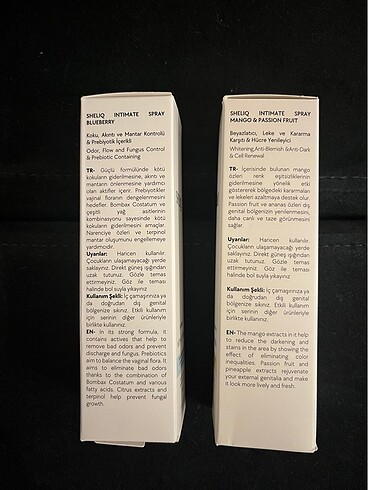 SHELIQ INTIMATE SPRAY
BLUEBERRY
Koku, Akıntı ve Mantar Kontrolü
& Prebiyotik İçerikli
Odor, Flow and Fungus Control
& Prebiotic Containing
TR- Güçlü formülünde kötü
kokuların giderilmesine, akıntı ve
mantarın önlenmesine yardımcı
olan aktifler içerir. Prebiyotikler
vajinal floranın dengelenmesini
hedefler. Bombax Costatum ve
çeşitli yağ asitlerinin
kombinasyonu sayesinde kötü
kokuların giderilmesini amaçlar.
Narenciye özleri ve terpinol
mantar oluşumunu engellemeye
yardımcıdır.
Uyarılar: Haricen kullanılır.
Çocukların ulaşamayacağı yerde
saklayınız. Direkt güneş ışığından
uzak tutunuz. Gözle temas
ettirmeyiniz. Göz ile teması
halinde bol suyla yıkayınız
Kullanım Şekli: İç çamaşırınıza ya
da doğrudan dış genital
bölgenize sıkınız. Etkili kullanım
için serinin diğer ürünleriyle
birlikte kullanınız.
EN- In its strong formula, it
contains actives that help to
remove bad odors and prevent
discharge and fungus. Prebiotics
aim to balance the vaginal flora. It
aims to eliminate bad odors
thanks to the combination of
Bombax Costatum and various
fatty acids. Citrus extracts and
terpinol help prevent fungal
growth.
SHELIQ INTIMATE SPRAY
MANGO & PASSION FRUIT
Beyazlatıcı, Leke ve Kararma
Karşıtı & Hücre Yenileyici
Whitening,Anti-Blemish &Anti-Dark
& Cell Renewal
TR- İçerisinde bulunan mango
özleri renk eşitsizliklerinin
giderilmesine yönelik etki
göstererek bölgedeki kararmaları
ve lekeleri azaltmaya destek olur.
Passion fruit ve ananas özleri dış
genital bölgenizin yenilenmesini,
daha canlı ve taze görünmesini
sağlar.
Uyarılar: Haricen kullanılır.
Çocukların ulaşamayacağı yerde
saklayınız. Direkt güneş ışığından
uzak tutunuz. Gözle temas
ettirmeyiniz. Göz ile teması
halinde bol suyla yıkayınız
Kullanım Şekli: İç çamaşırınıza ya
da doğrudan dış genital
bölgenize sıkınız. Etkili kullanım
için serinin diğer ürünleriyle
birlikte kullanınız.
EN- The mango extracts in it help
to reduce the darkening and
stains in the area by showing the
effect of eliminating color
inequalities. Passion fruit and
pineapple extracts rejuvenate
your external genitalia and make
it look more lively and fresh.